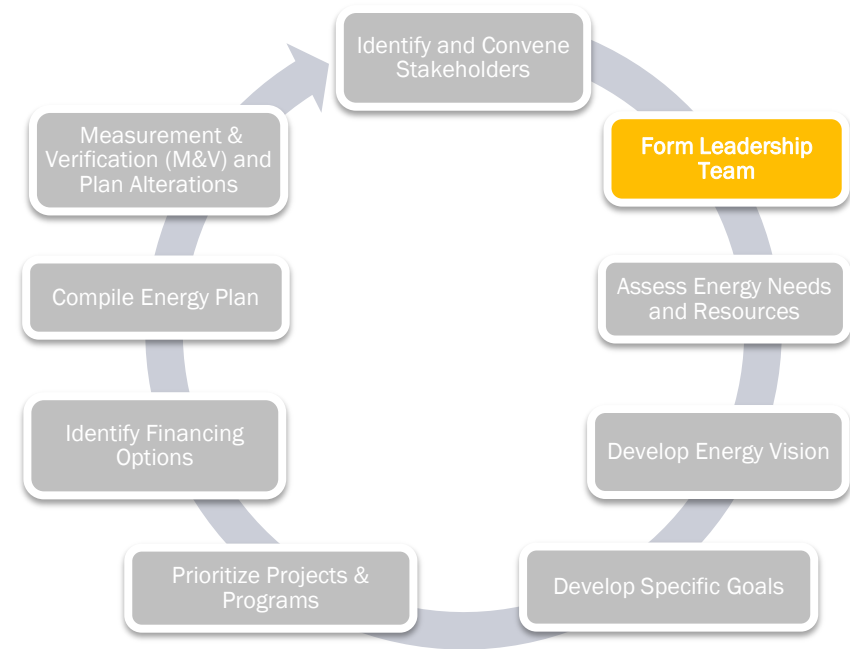 Identify and Convene
Stakeholders
Form Leadership
Team
Assess Energy Needs
and Resources
Develop Energy Vision
Develop Specific Goals
Prioritize Projects &
Programs
Identify Financing
Options
Compile Energy Plan
Measurement &
Verification (M&V) and
Plan Alterations